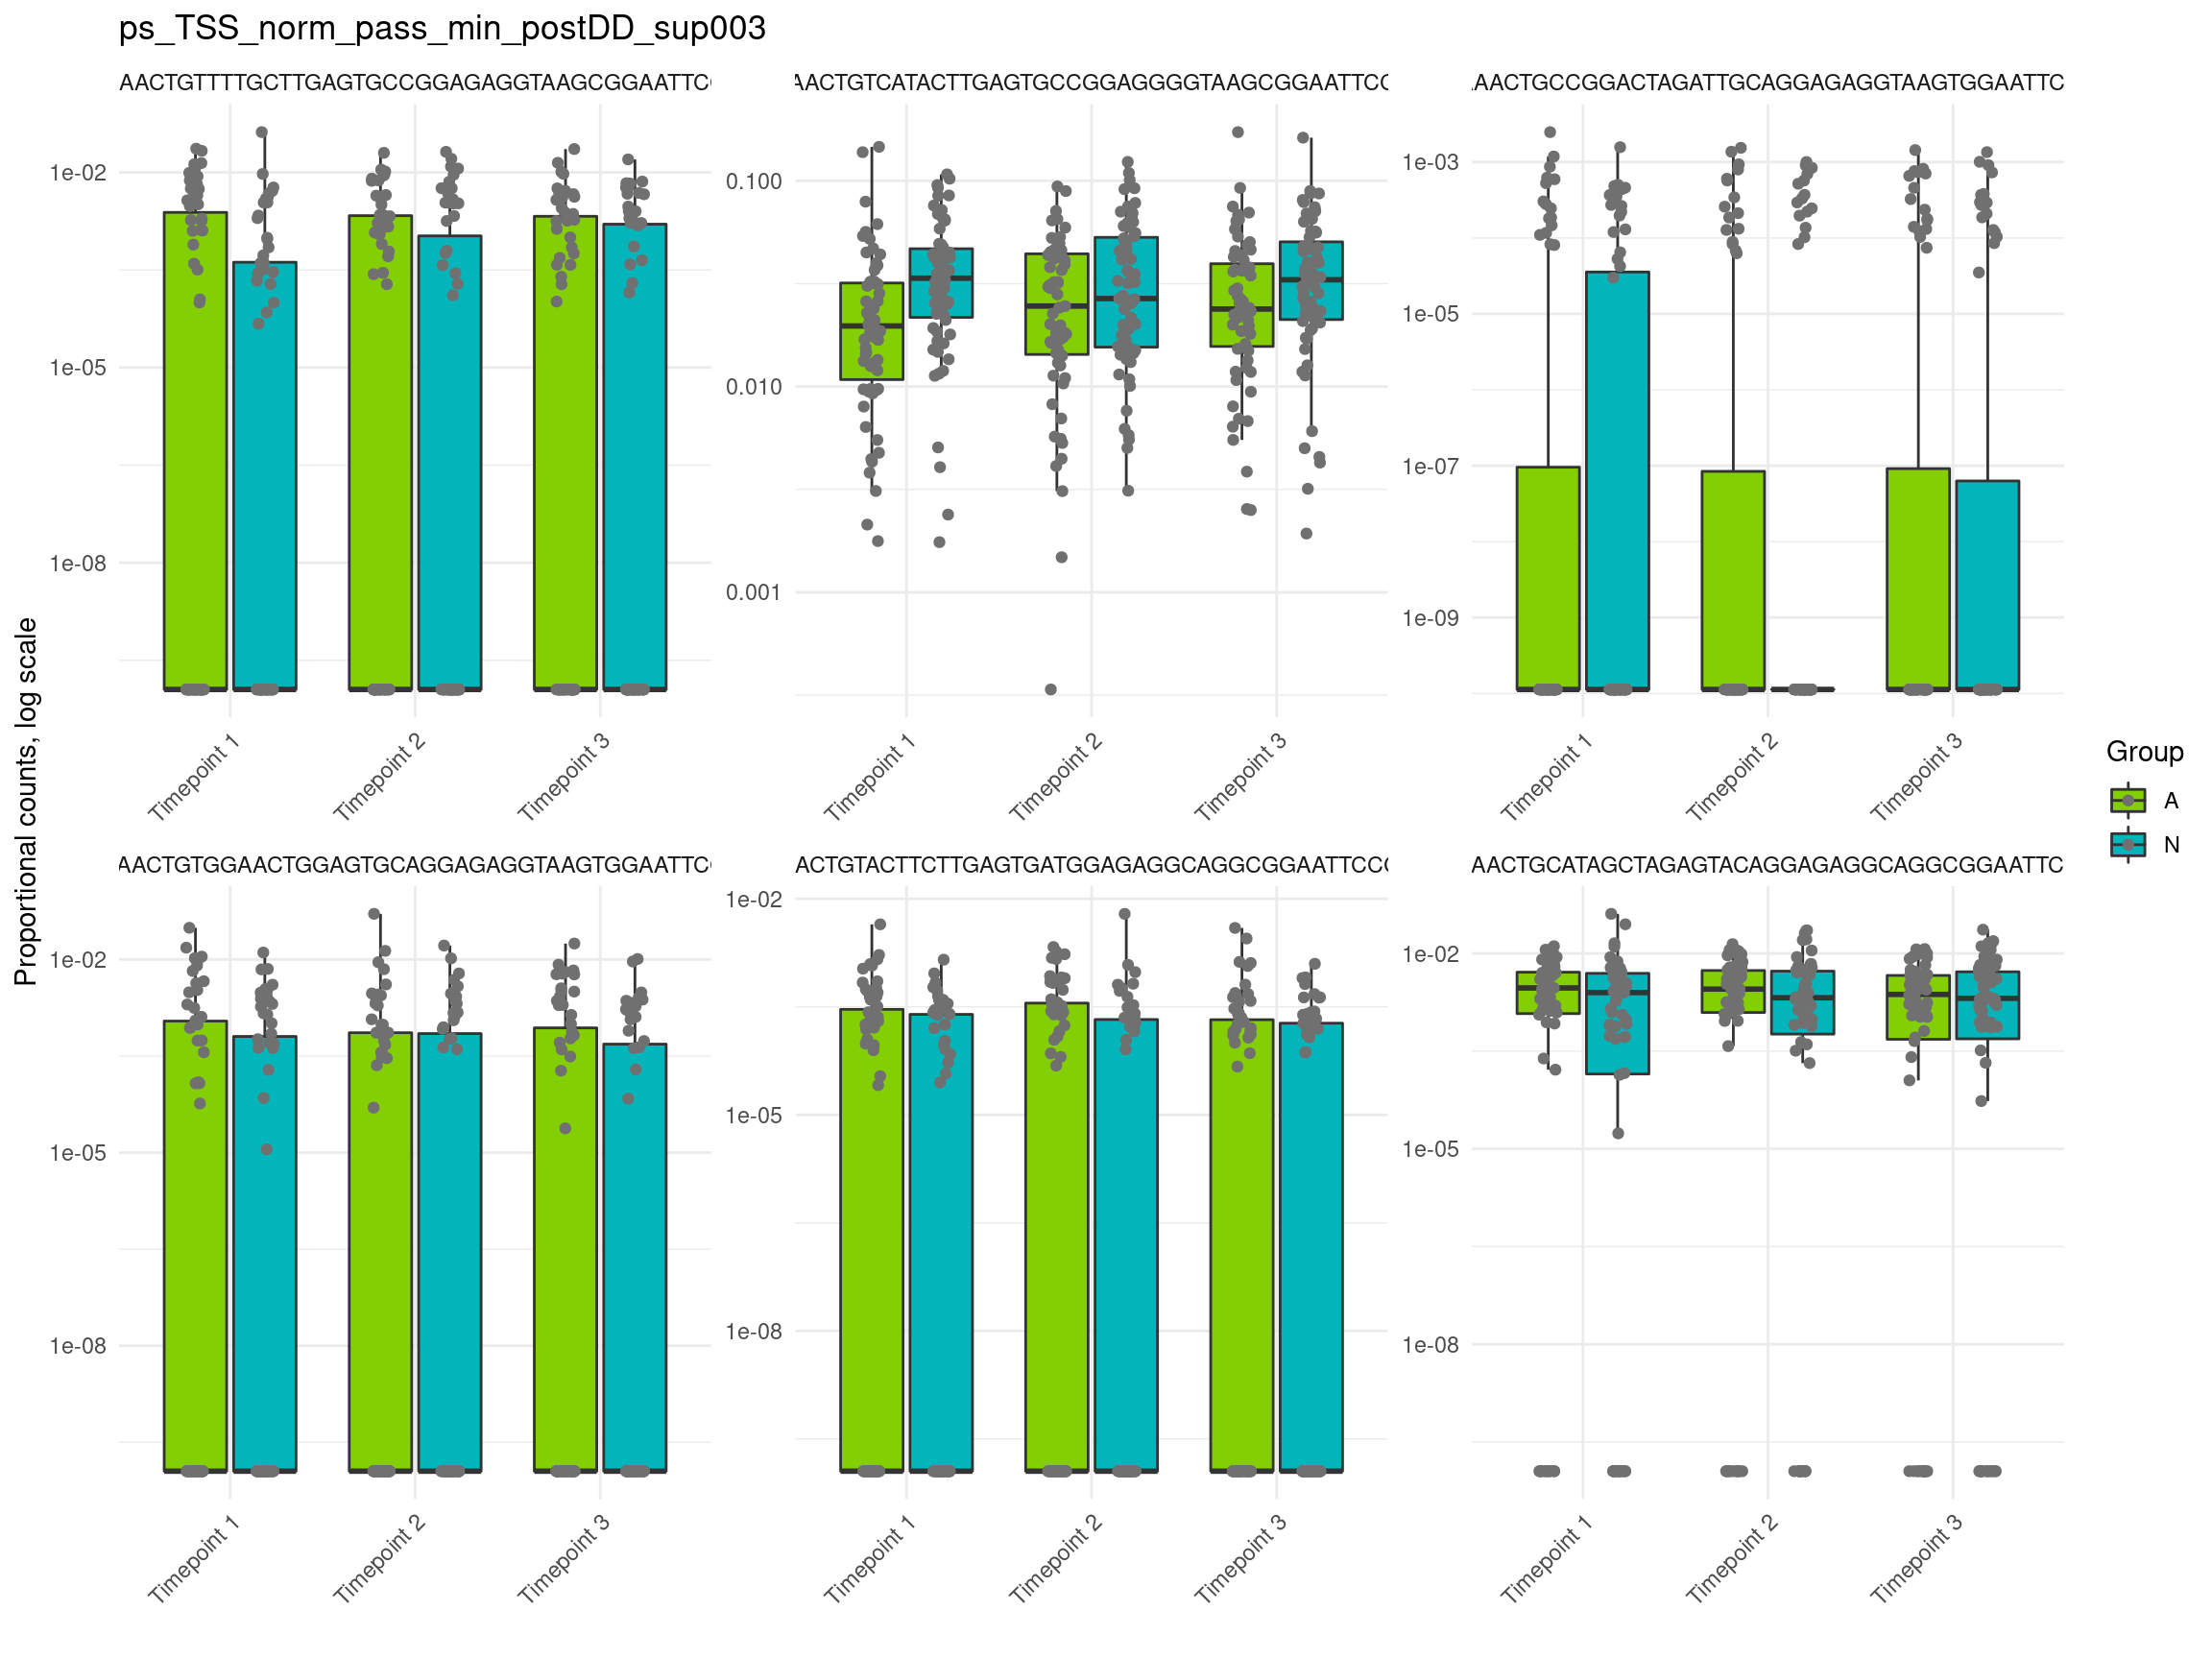 ps_TSS_norm_pass_min_postDD_sup003
AACTGTTTTGCTTGAGTGCCGGAGAGGTAAGCGGAATTC
AACTGTCATACTTGAGTGCCGGAGGGGTAAGCGGAATTCC
AACTGCCGGACTAGATTGCAGGAGAGGTAAGTGGAATTC
Proportional counts, log scale
1e-02
1e-05
1e-08
0.100
0.010
0.001
1e-03
1e-05
1e-07
1e-09
Timepoint 1
Timepoint 2
Timepoint 3
Timepoint 1
Timepoint 2
Timepoint 3
Timepoint 1
Timepoint 2
Timepoint 3
Group
A
N
AACTGTGGAACTGGAGTGCAGGAGAGGTAAGTGGAATTC
ACTGTACTTCTTGAGTGATGGAGAGGCAGGCGGAATTCC
AACTGCATAGCTAGAGTACAGGAGAGGCAGGCGGAATTC
1e-02
1e-05
1e-08
1e-02
1e-05
1e-08
1e-02
1e-05
1e-08
Timepoint 1
Timepoint 2
Timepoint 3
Timepoint 1
Timepoint 2
Timepoint 3
Timepoint 1
Timepoint 2
Timepoint 3